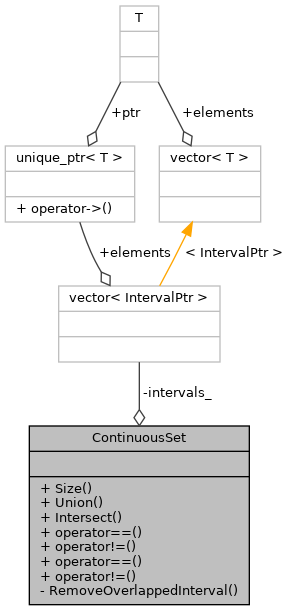 T
+ptr
+elements
unique_ptr< T >
+ operator->()
vector< T >
+elements
< IntervalPtr >
vector< IntervalPtr >
-intervals_
ContinuousSet
+ Size()
+ Union()
+ Intersect()
+ operator==()
+ operator!=()
+ operator==()
+ operator!=()
- RemoveOverlappedInterval()